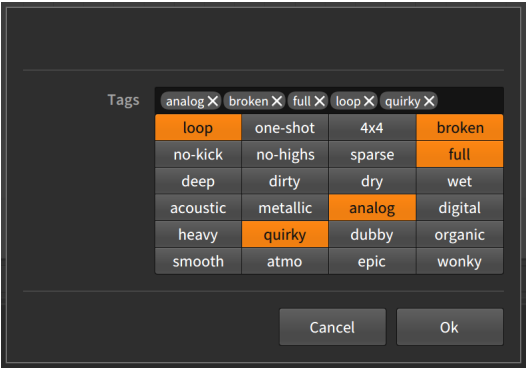 Tags analog X broken X full X loop X quirky X
loop one-shot 4x4 broken
no-kick no-highs sparse full
deep dirty dry wet
acoustic metallic analog digital
heavy quirky dubby organic
smooth atmo epic wonky
Cancel Ok